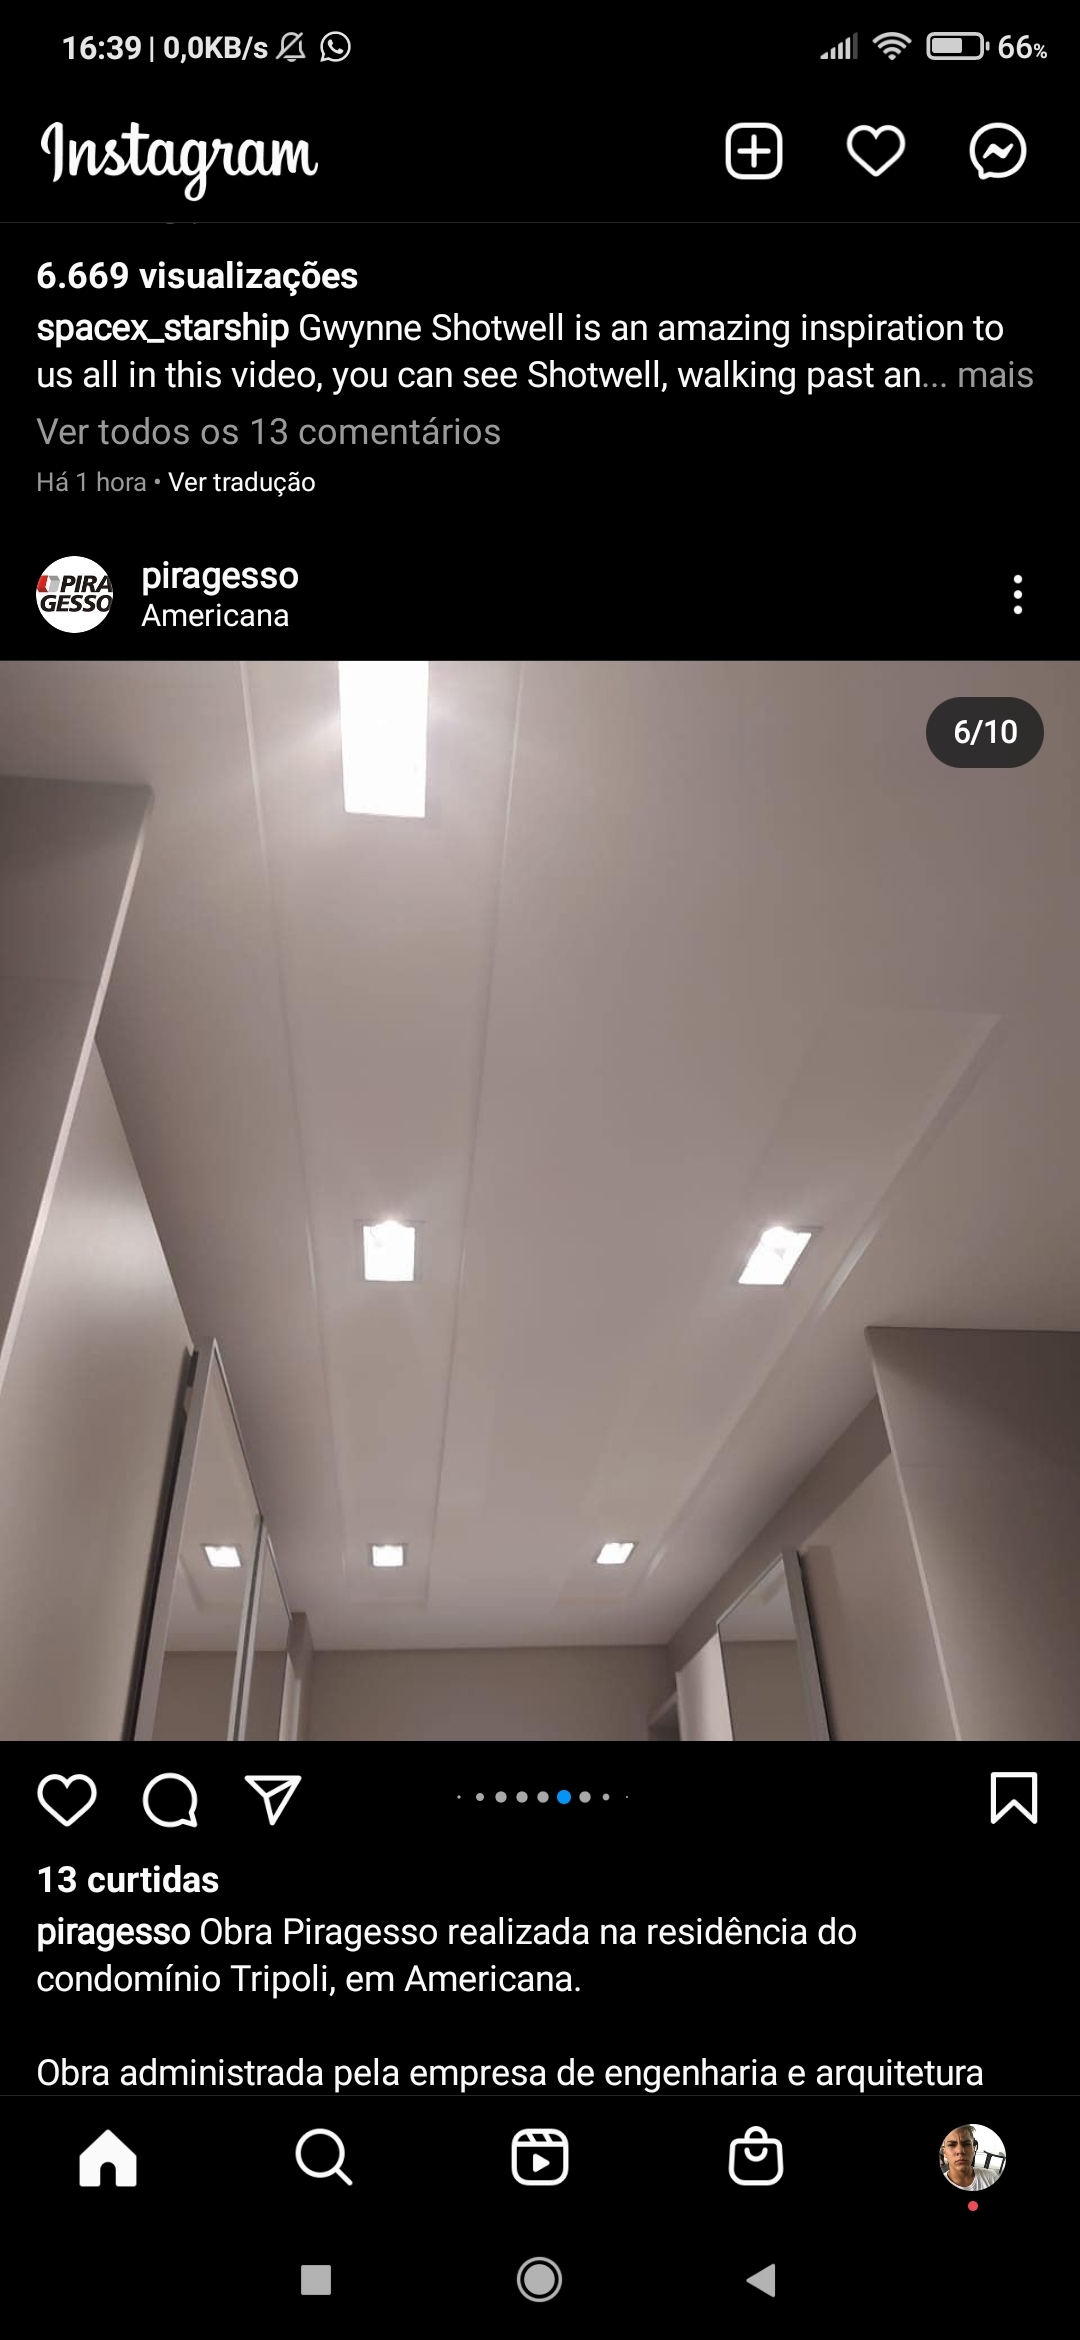 16:39 | 0,0KB/s
66%
Instagram
6.669 visualizações
spacex_starship Gwynne Shotwell is an amazing inspiration to
us all in this video, you can see Shotwell, walking past an... mais
Ver todos os 13 comentários
Há 1 hora • Ver tradução
PIRA
GESSO
piragesso
Americana
6/10
13 curtidas
piragesso Obra Piragesso realizada na residência do
condomínio Tripoli, em Americana.
Obra administrada pela empresa de engenharia e arquitetura